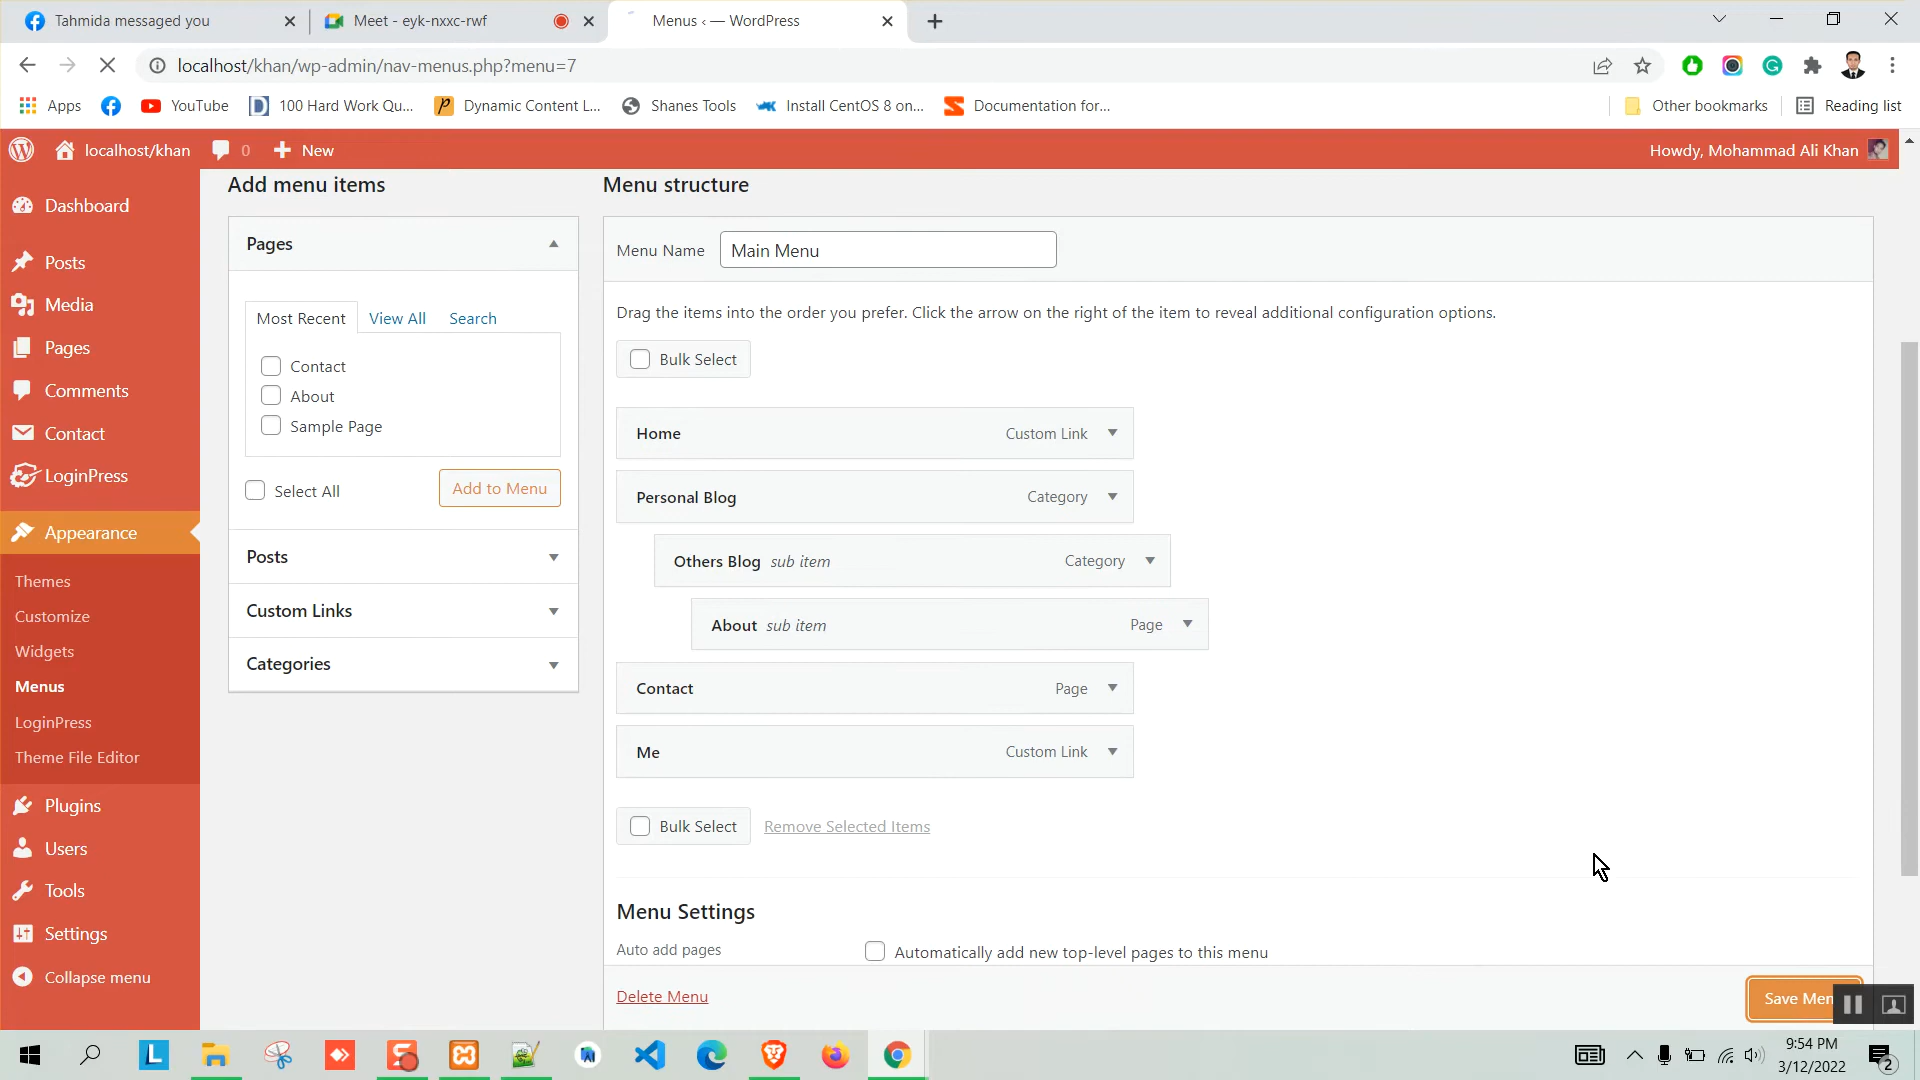 Tahmida messaged you
Meet - eyk-nxxc-rwf
Menus ‹ — WordPress
localhost/khan/wp-admin/nav-menus.php?menu=7
Apps
YouTube
100 Hard Work Qu...
Dynamic Content L...
Shanes Tools
Install CentOS 8 on...
Documentation for...
Other bookmarks
Reading list
localhost/khan
0
New
Howdy, Mohammad Ali Khan
Dashboard
Posts
Media
Pages
Comments
Contact
LoginPress
Appearance
Themes
Customize
Widgets
Menus
LoginPress
Theme File Editor
Plugins
Users
Tools
Settings
Collapse menu
Add menu items
Pages
Most Recent
View All
Search
Contact
About
Sample Page
Select All
Add to Menu
Posts
Custom Links
Categories
Menu structure
Menu Name
Main Menu
Drag the items into the order you prefer. Click the arrow on the right of the item to reveal additional configuration options.
Bulk Select
Home
Custom Link
Personal Blog
Category
Others Blog sub item
Category
About sub item
Page
Contact
Page
Me
Custom Link
Bulk Select
Remove Selected Items
Menu Settings
Auto add pages
Automatically add new top-level pages to this menu
Delete Menu
Save Men
9:54 PM
3/12/2022
2